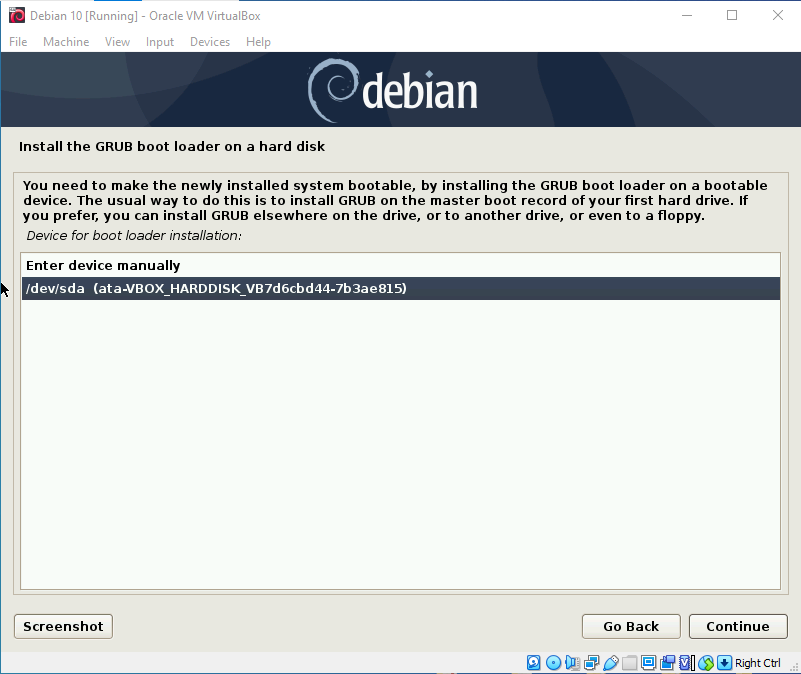 Debian 10 [Running] - Oracle VM VirtualBox
File Machine View Input Devices Help
debian
Install the GRUB boot loader on a hard disk
You need to make the newly installed system bootable, by installing the GRUB boot loader on a bootable
device. The usual way to do this is to install GRUB on the master boot record of your first hard drive. If
you prefer, you can install GRUB elsewhere on the drive, or to another drive, or even to a floppy.
Device for boot loader installation:
Enter device manually
/dev/sda (ata-VBOX_HARDDISK_VB7d6cbd44-7b3ae815)
Screenshot Go Back Continue
Right Ctrl